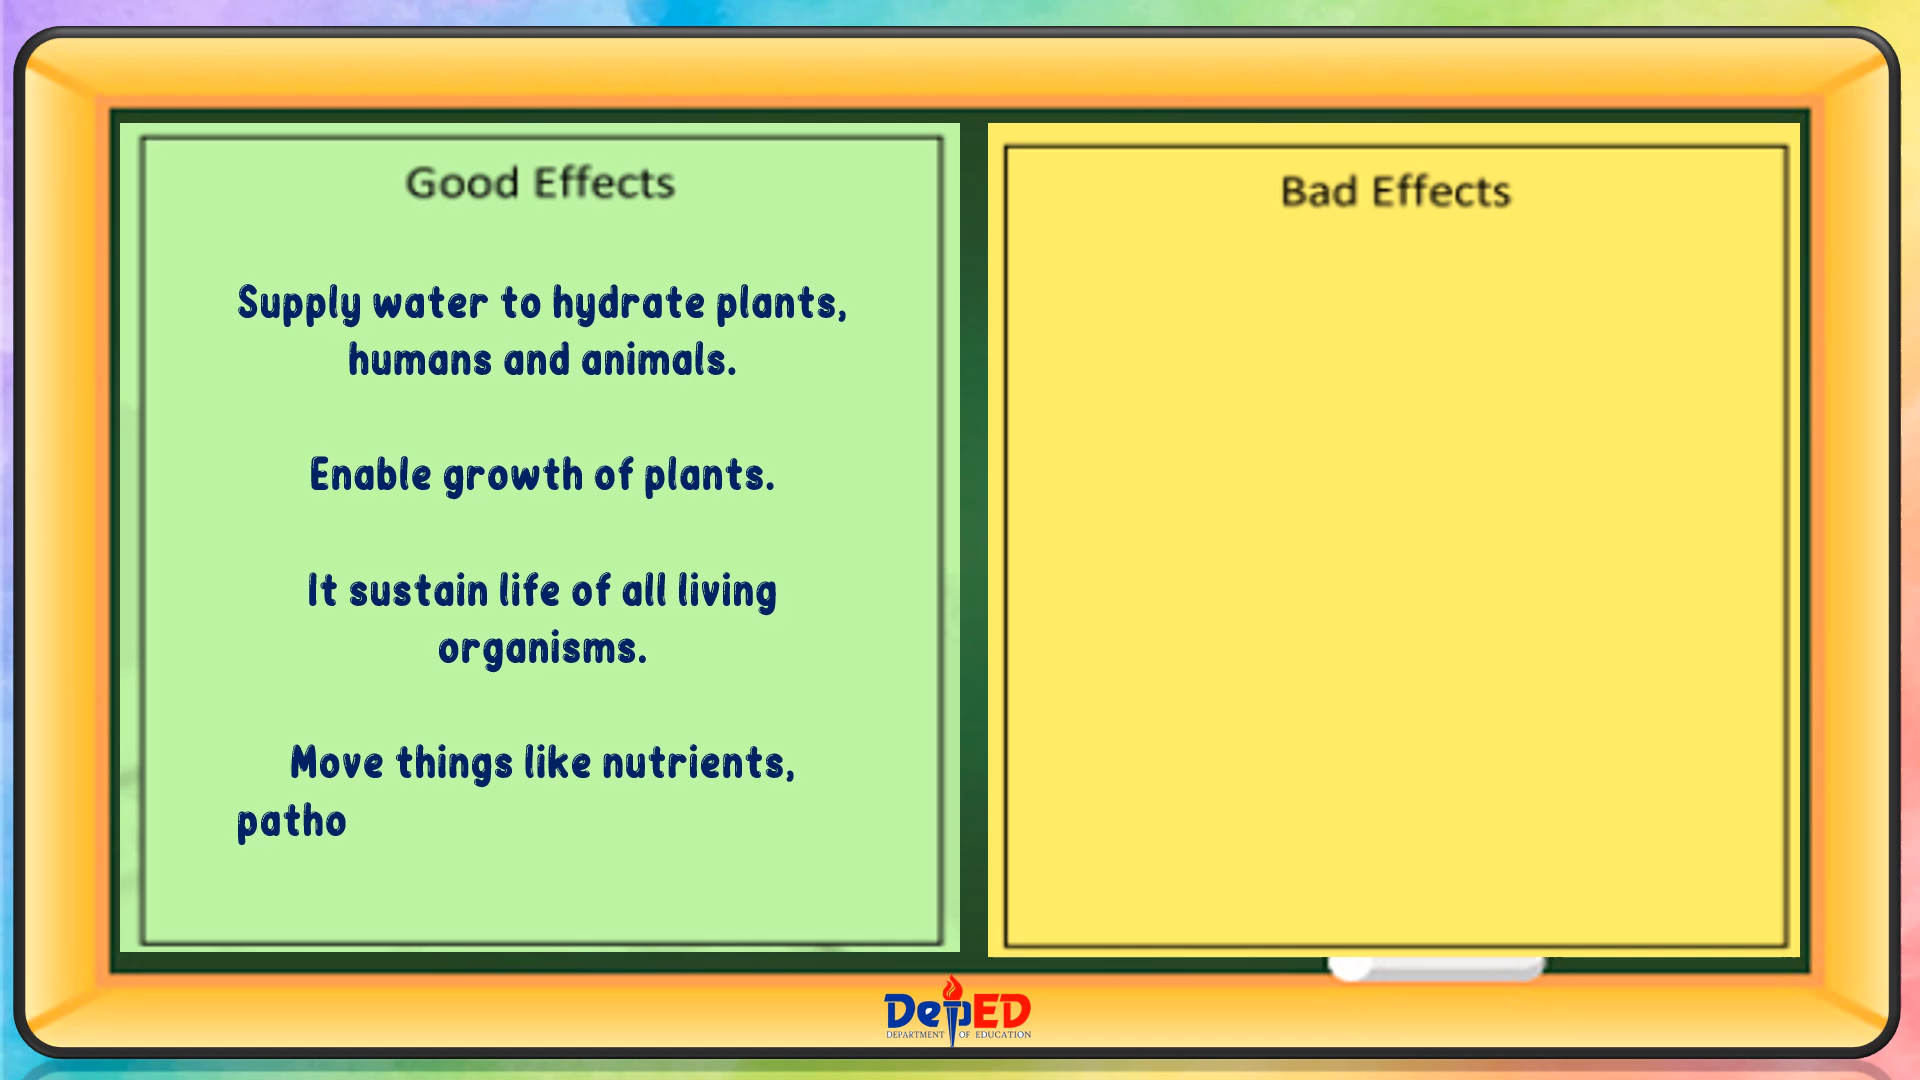 Good Effects
Supply water to hydrate plants,
humans and animals.
Enable growth of plants.
It sustain life of all living
organisms.
Move things like nutrients,
patho
Bad Effects
DepED
DEPARTMENT OF EDUCATION